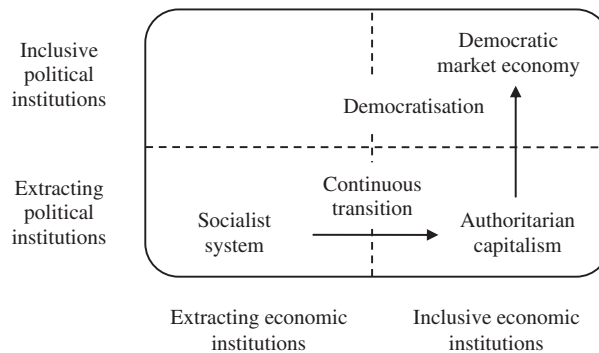 Inclusive
political
institutions
Democratic
market economy
Democratisation
Extracting
political
institutions
Continuous
transition
Socialist
system
Authoritarian
capitalism
Extracting economic
institutions
Inclusive economic
institutions